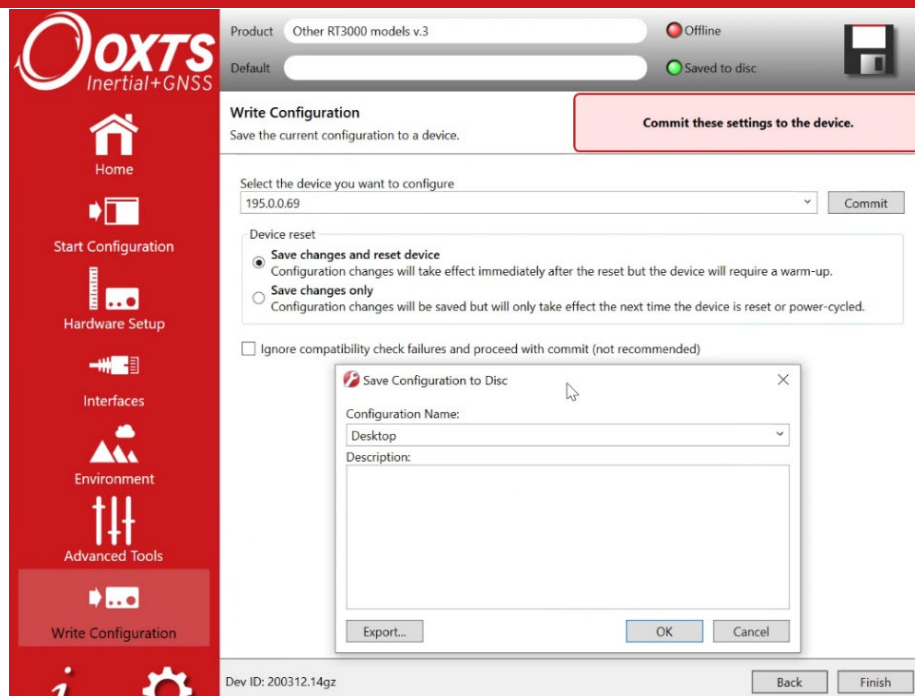 OXTS
Inertial+GNSS
Home
Start Configuration
Hardware Setup
Interfaces
Environment
Advanced Tools
Write Configuration
Product Other RT3000 models v.3 Offline
Default Saved to disc
Write Configuration
Save the current configuration to a device.
Commit these settings to the device.
Select the device you want to configure
195.0.0.69 Commit
Device reset
Save changes and reset device
Configuration changes will take effect immediately after the reset but the device will require a warm-up.
Save changes only
Configuration changes will be saved but will only take effect the next time the device is reset or power-cycled.
Ignore compatibility check failures and proceed with commit (not recommended)
Save Configuration to Disc
Configuration Name:
Desktop
Description:
Export... OK Cancel
Dev ID: 200312.14gz Back Finish